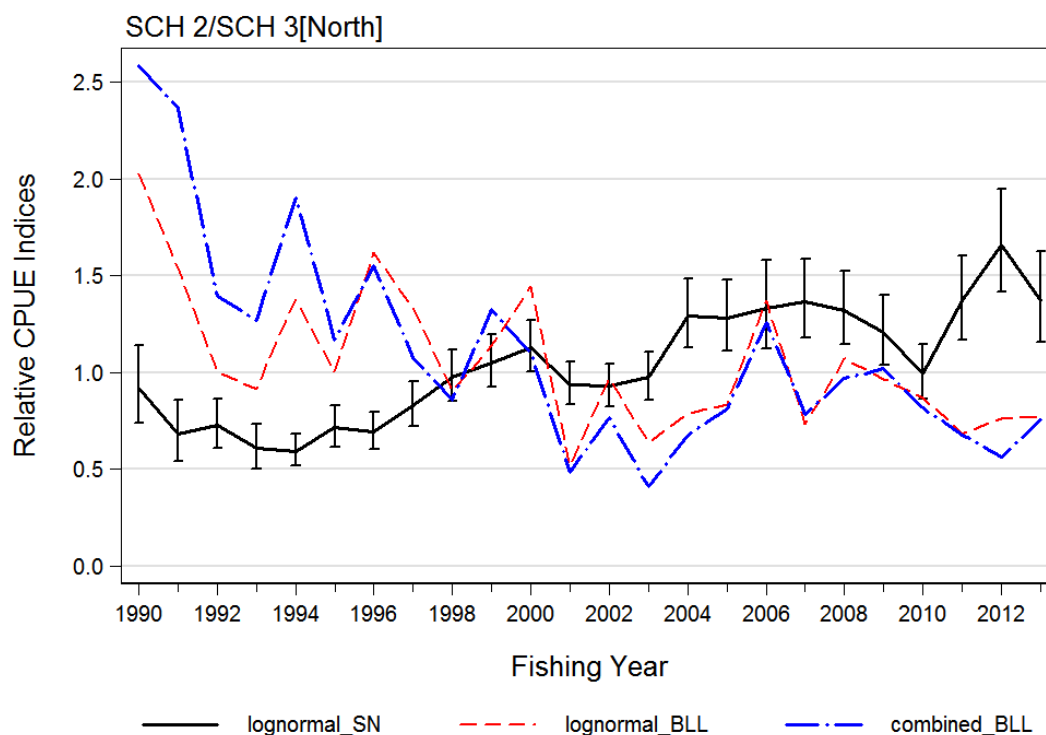 SCH 2/SCH 3[North]
Relative CPUE Indices
2.5
2.0
1.5
1.0
0.5
0.0
1990 1992 1994 1996 1998 2000 2002 2004 2006 2008 2010 2012
Fishing Year
lognormal_SN lognormal_BLL combined_BLL